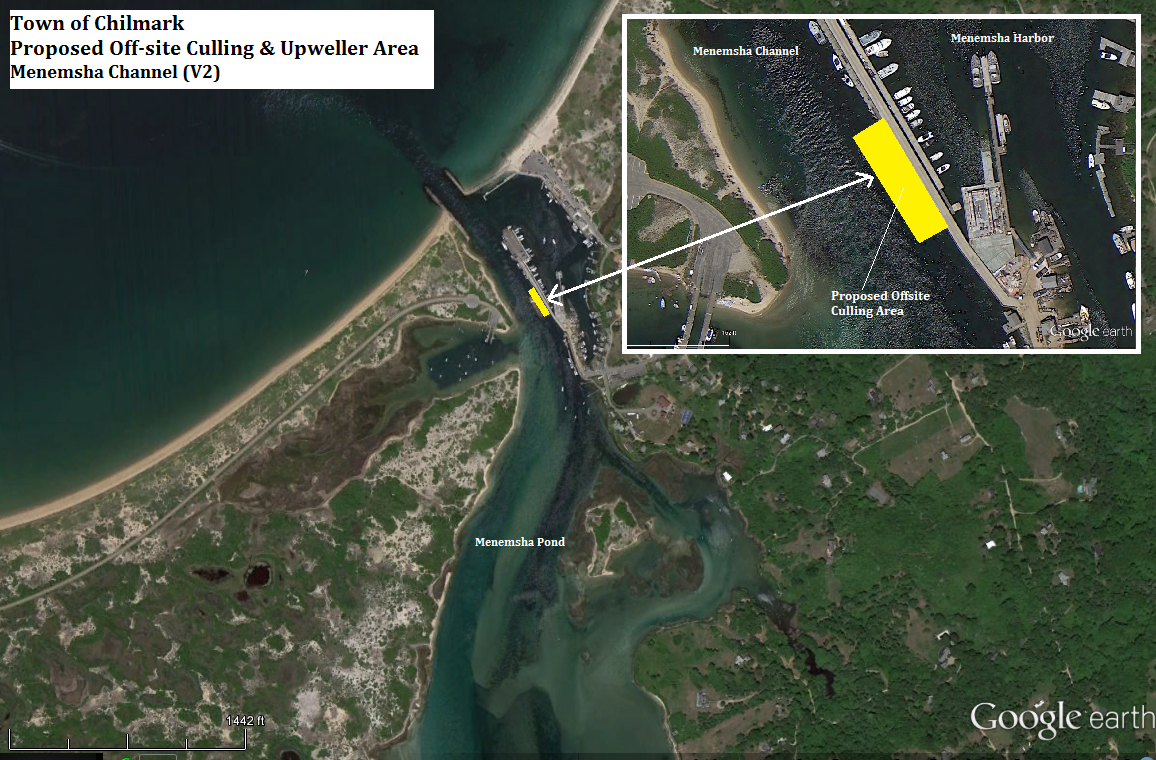 Town of Chilmark
Proposed Off-site Culling & Upweller Area
Menemsha Channel (V2)
Menemsha Channel
Menemsha Harbor
Proposed Offsite
Culling Area
Google earth
Menemsha Pond
1442 ft
Google earth